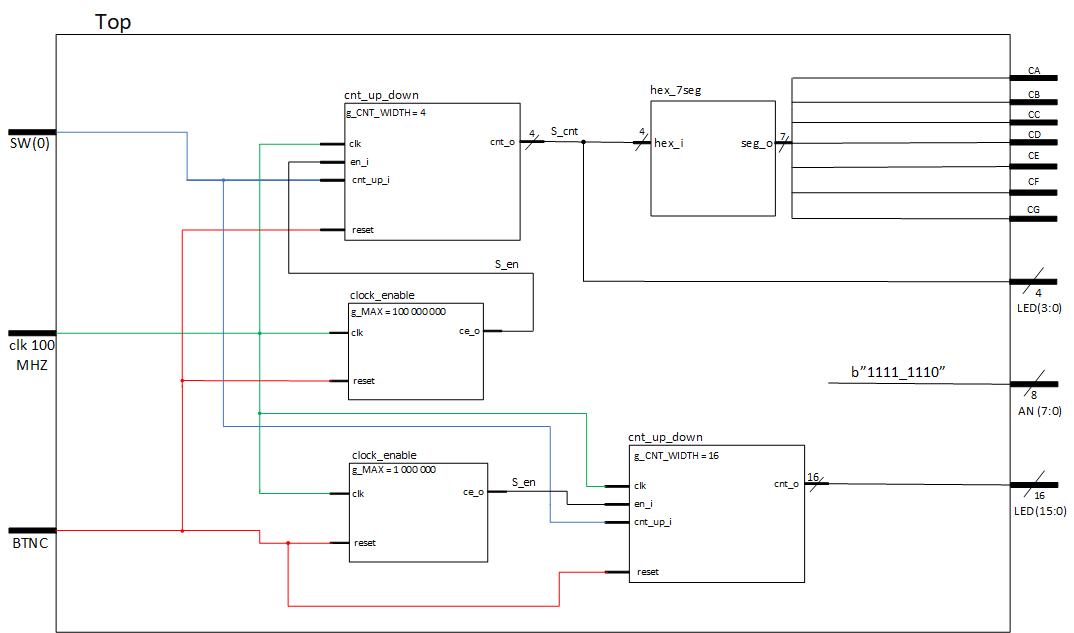 Top
SW(0)
clk 100
MHZ
BTNC
cnt_up_down
g_CNT_WIDTH = 4
clk
en_i
cnt_up_i
reset
cnt_o
4
S_cnt
hex_7seg
4
hex_i
seg_o
7
CA
CB
CC
CD
CE
CF
CG
S_en
clock_enable
g_MAX = 100 000 000
clk
ce_o
reset
4
LED(3:0)
b”1111_1110”
8
AN (7:0)
clock_enable
g_MAX = 1 000 000
clk
ce_o
reset
S_en
cnt_up_down
g_CNT_WIDTH = 16
clk
en_i
cnt_up_i
reset
cnt_o
16
16
LED(15:0)